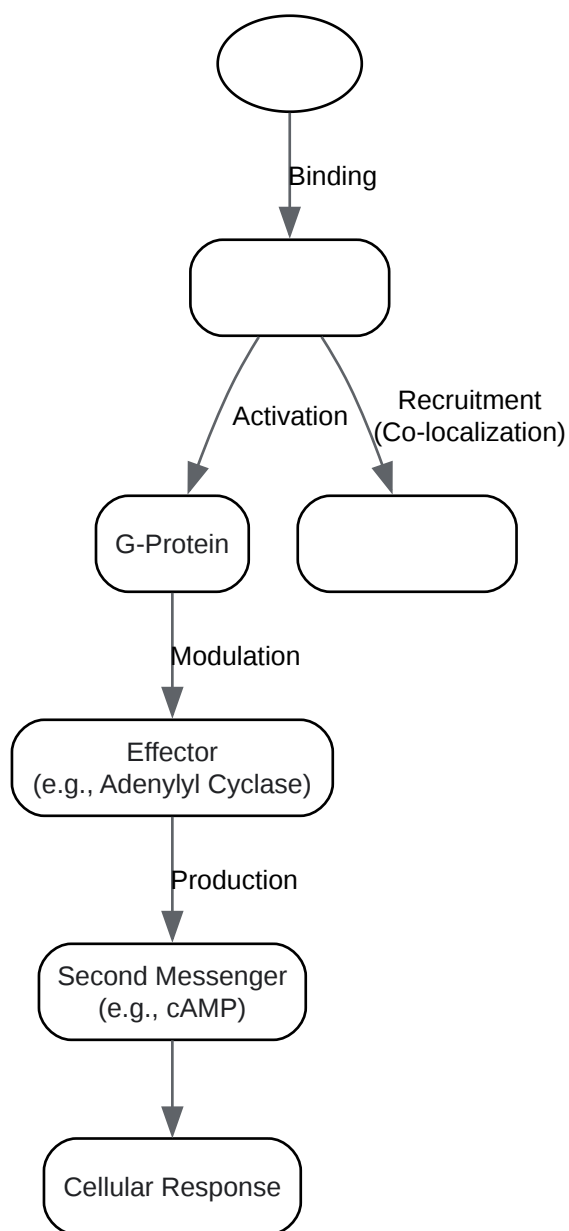 Binding
Activation
Recruitment
(Co-localization)
G-Protein
Modulation
Effector
(e.g., Adenylyl Cyclase)
Production
Second Messenger
(e.g., cAMP)
Cellular Response